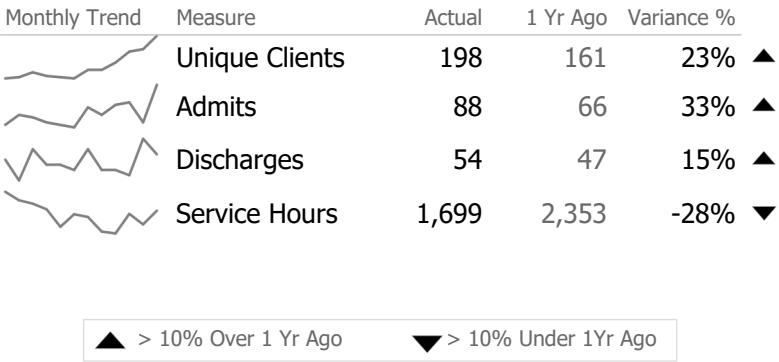 Monthly Trend Measure Actual 1 Yr Ago Variance %
Unique Clients 198 161 23%
Admits 88 66 33%
Discharges 54 47 15%
Service Hours 1,699 2,353 -28%
> 10% Over 1 Yr Ago > 10% Under 1Yr Ago